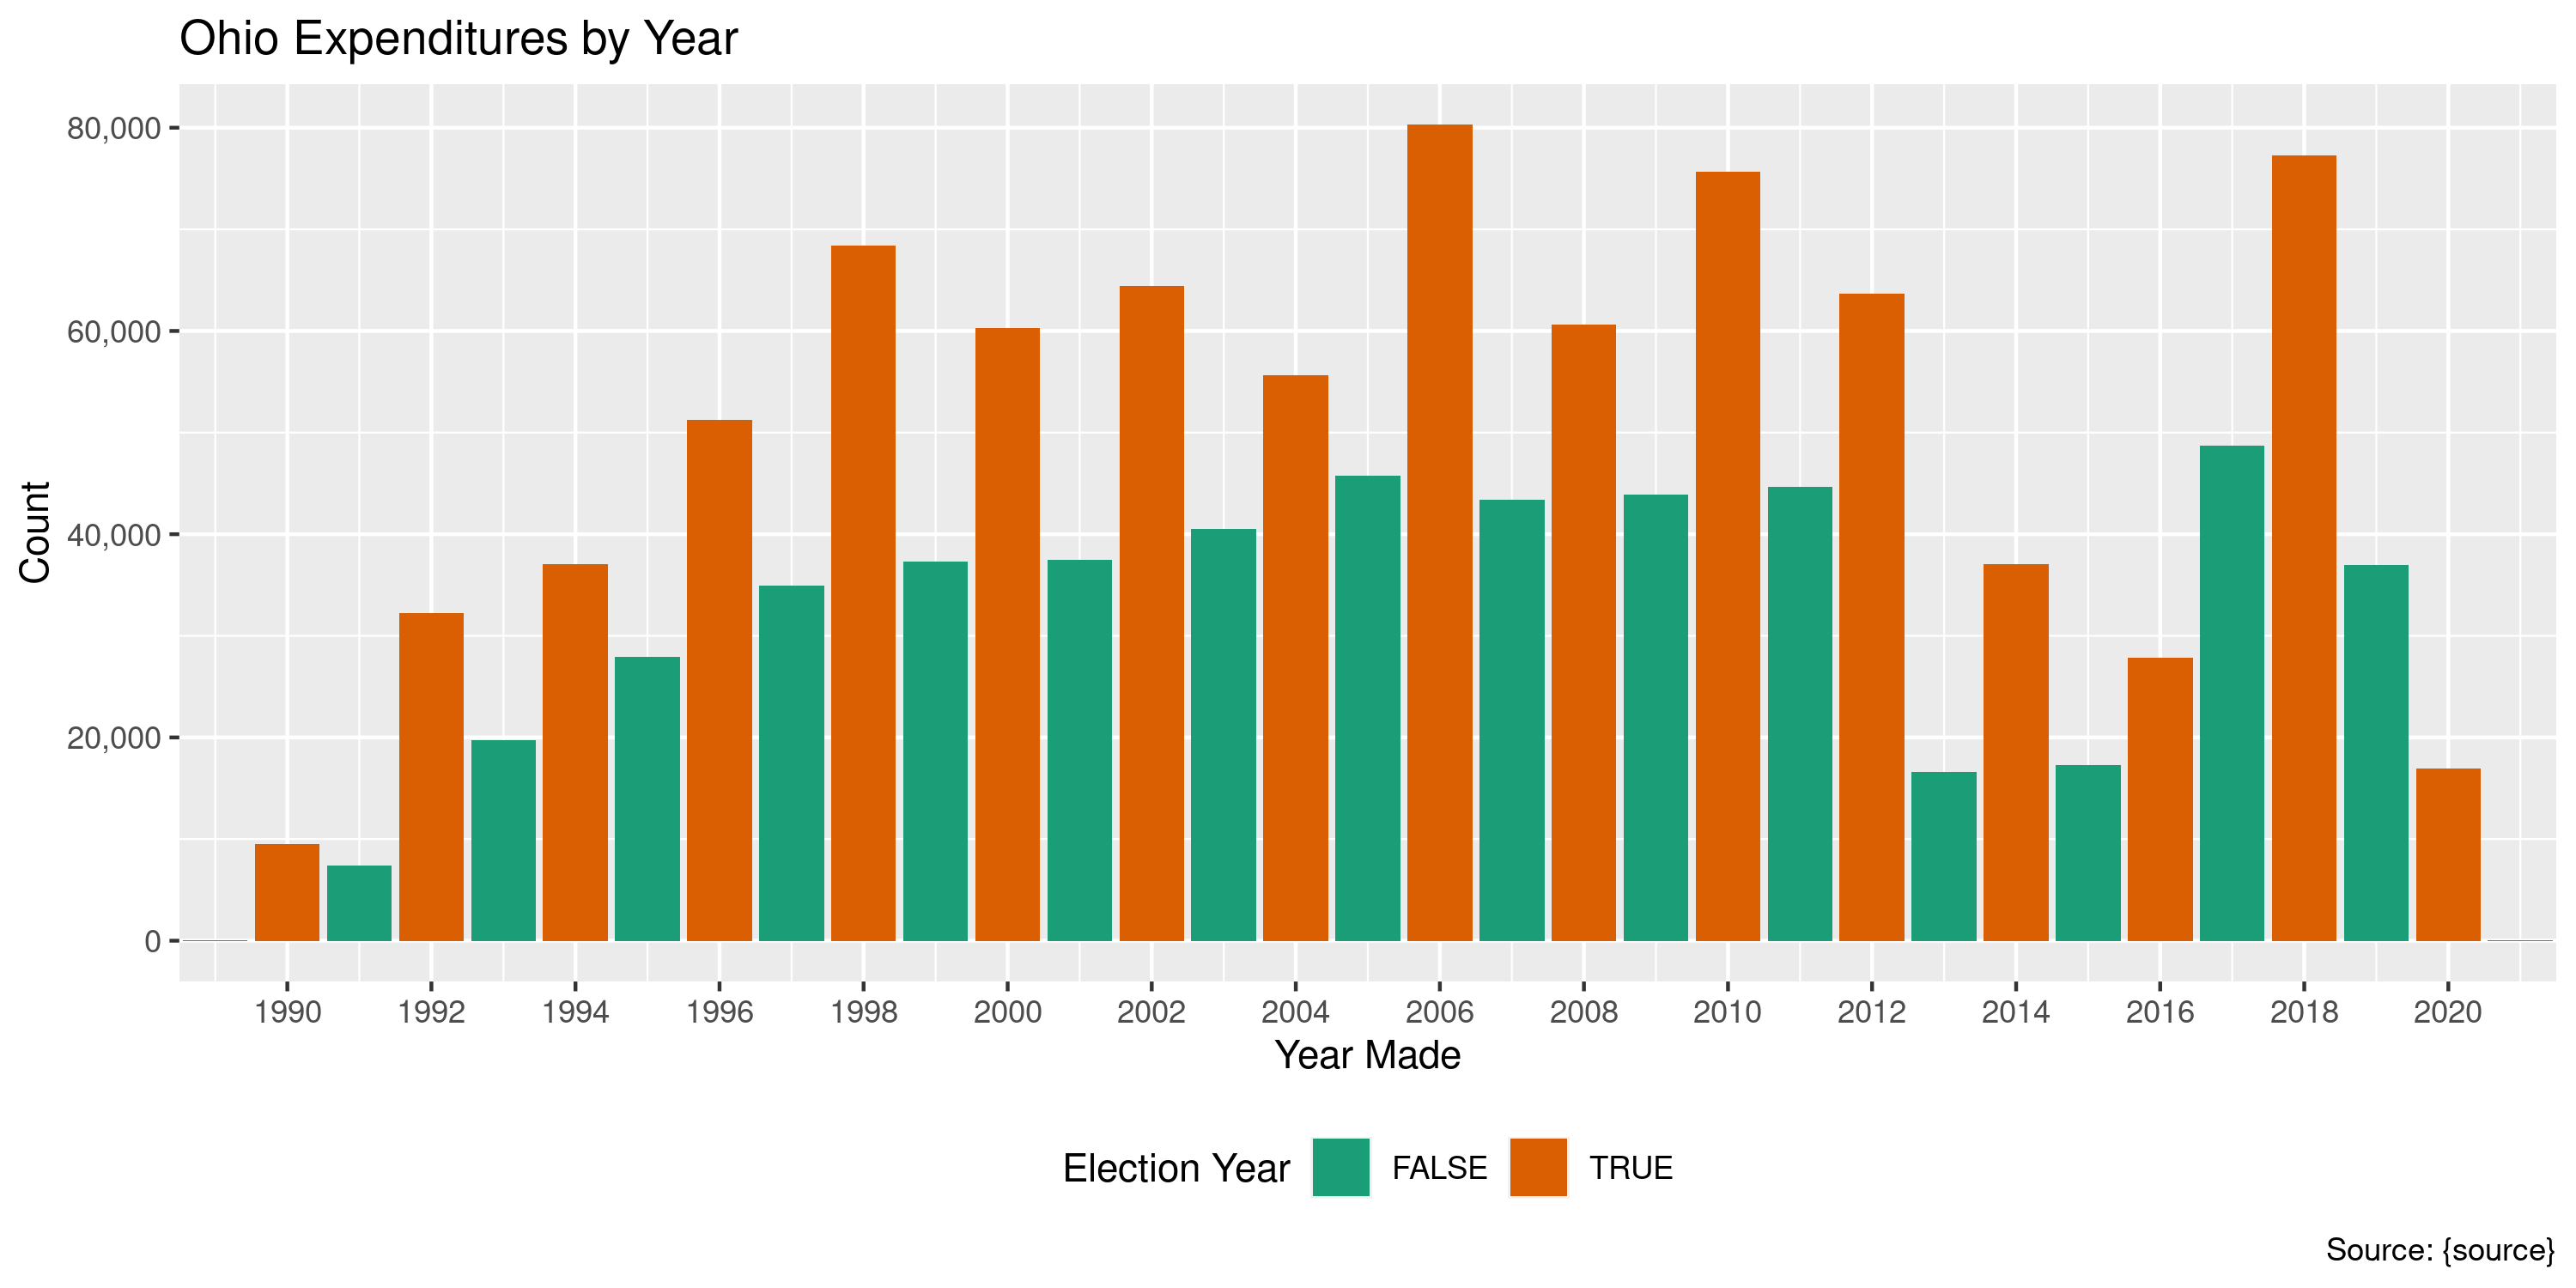 Ohio Expenditures by Year
80,000
60,000
40,000
20,000
0
Count
1990 1992 1994 1996 1998 2000 2002 2004 2006 2008 2010 2012 2014 2016 2018 2020
Year Made
Election Year FALSE TRUE
Source: {source}